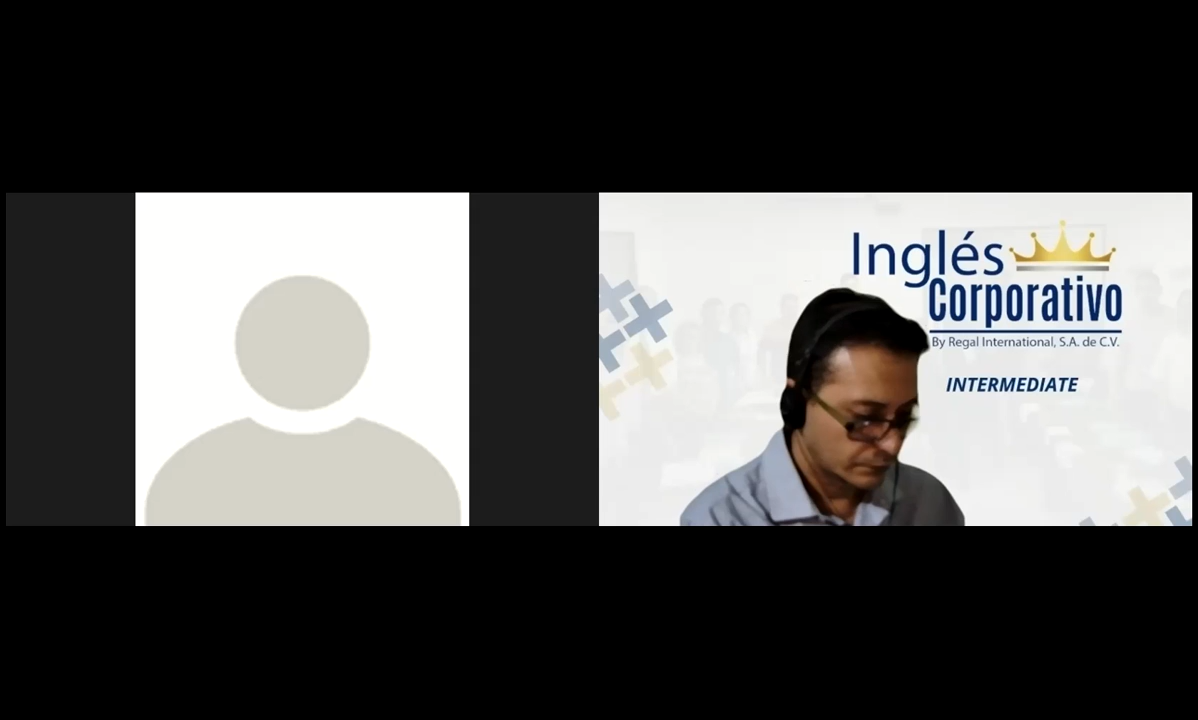 Inglés
Corporativo
By Regal International, S.A. de C.V.
INTERMEDIATE